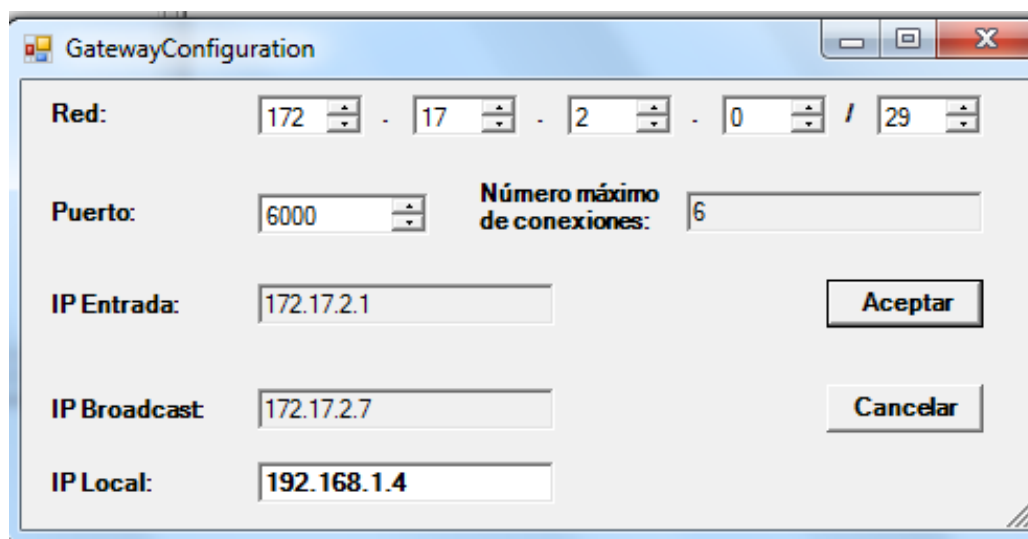 GatewayConfiguration
Red: 172 . 17 . 2 . 0 / 29
Puerto: 6000 Número máximo de conexiones: 6
IP Entrada: 172.17.2.1 Aceptar
IP Broadcast: 172.17.2.7 Cancelar
IP Local: 192.168.1.4